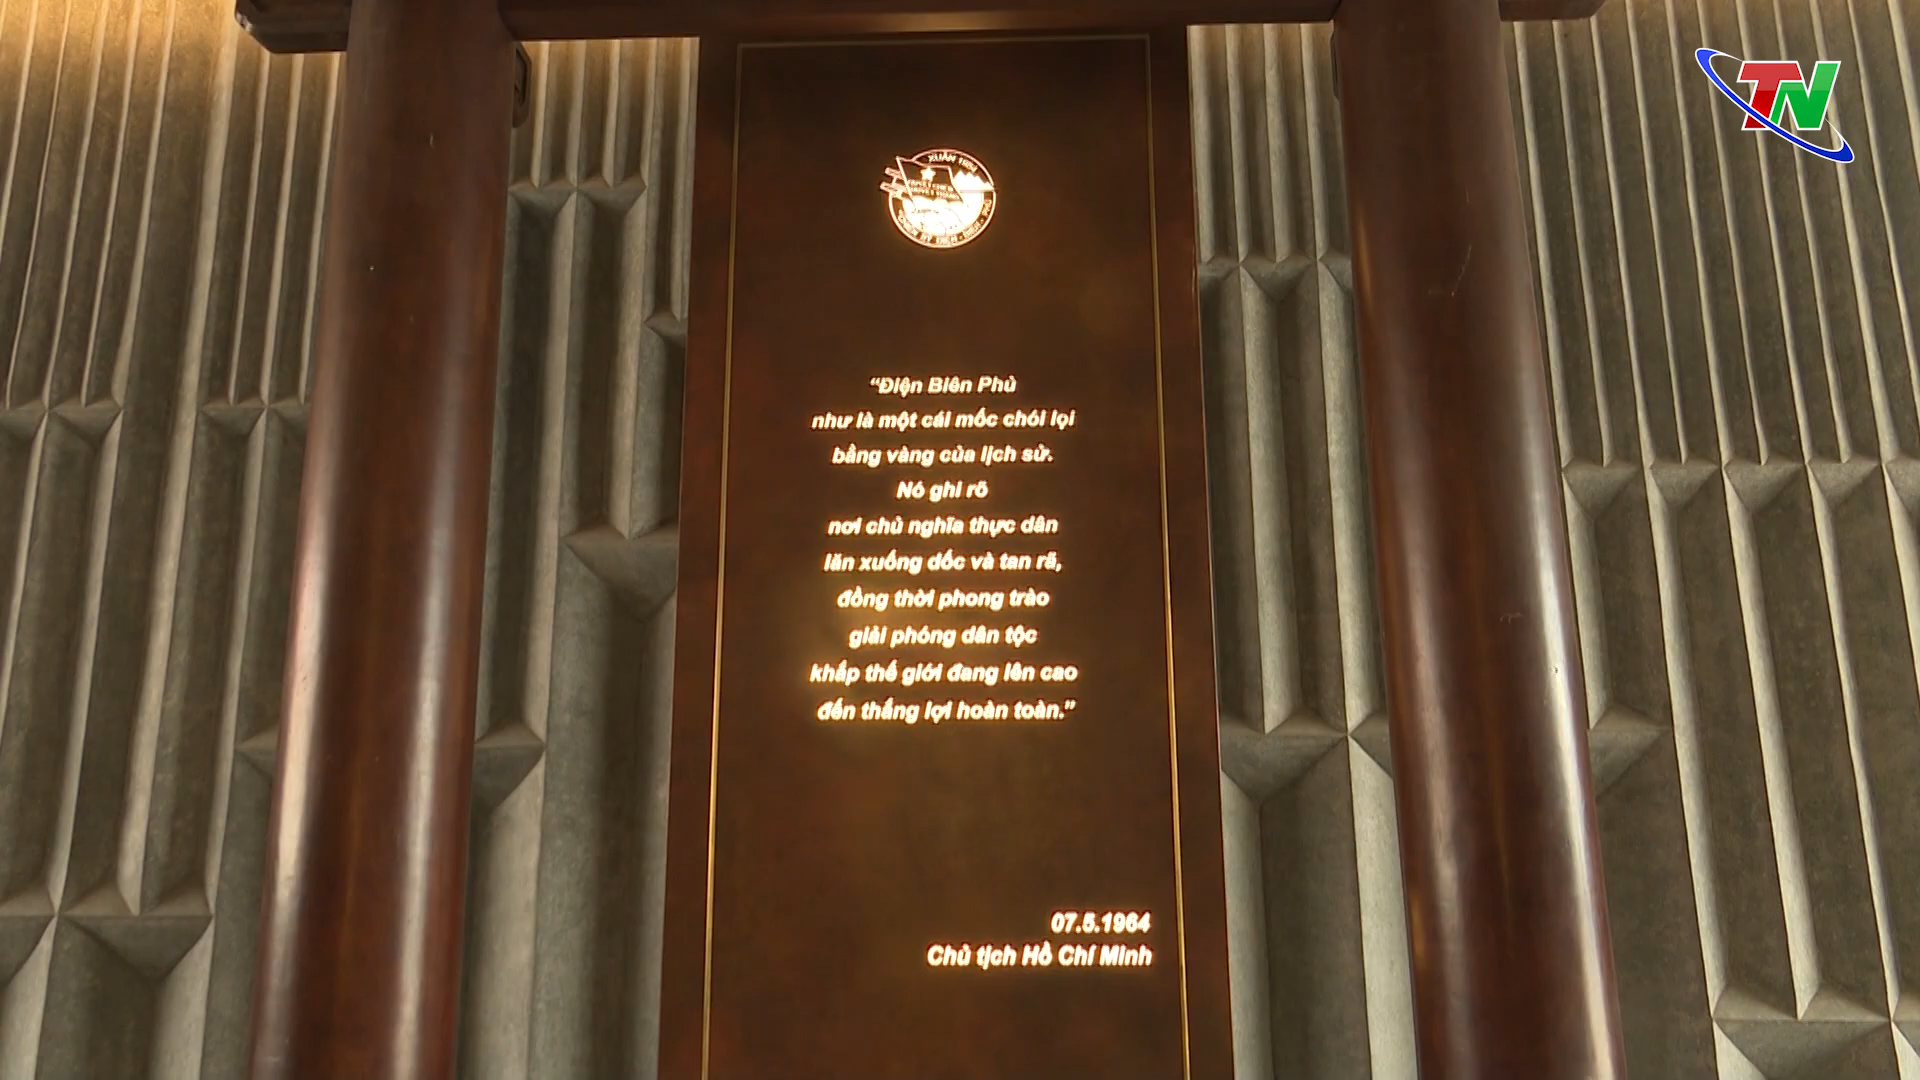 TN
XUÂN 1954
"Điện Biên Phủ
như là một cái mốc chói lọi
bằng vàng của lịch sử.
Nó ghi rõ
nơi chủ nghĩa thực dân
lăn xuống dốc và tan rã,
đồng thời phong trào
giải phóng dân tộc
khắp thế giới đang lên cao
đến thắng lợi hoàn toàn."
07.5.1964
Chủ tịch Hồ Chí Minh